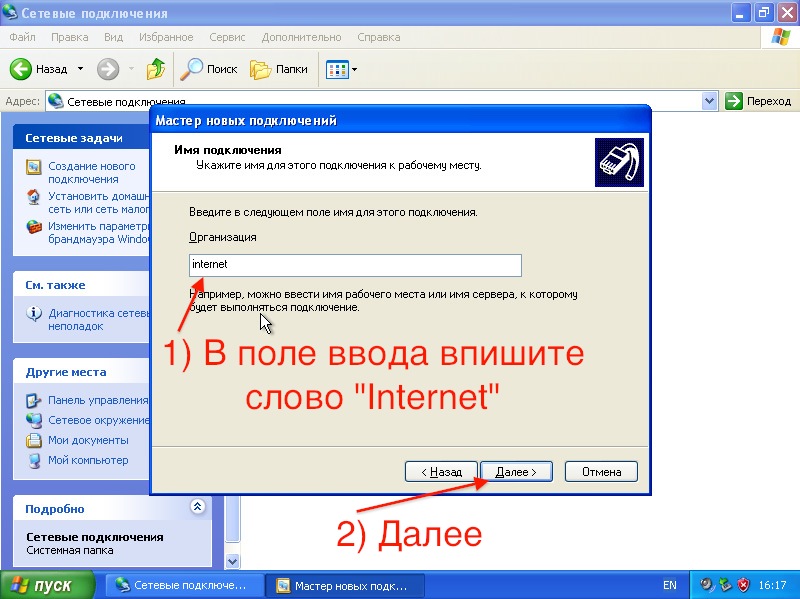 Сетевые подключения
Файл Правка Вид Избранное Сервис Дополнительно Справка
Назад Поиск Папки
Адрес: Сетевые подключения Переход
Мастер новых подключений
Имя подключения
Укажите имя для этого подключения к рабочему месту.
Введите в следующем поле имя для этого подключения.
Организация
internet
Например, можно ввести имя рабочего места или имя сервера, к которому
будет выполняться подключение.
1) В поле ввода впишите
слово "Internet"
< Назад Далее > Отмена
2) Далее
Сетевые задачи
Создание нового
подключения
Установить домашн
сеть или сеть малог
Изменить параметр
брандмауэра Windo
См. также
Диагностика сетевы
неполадок
Другие места
Панель управления
Сетевое окружение
Мои документы
Мой компьютер
Подробно
Сетевые подключения
Системная папка
пуск Сетевые подключе... Мастер новых подк... EN 16:17